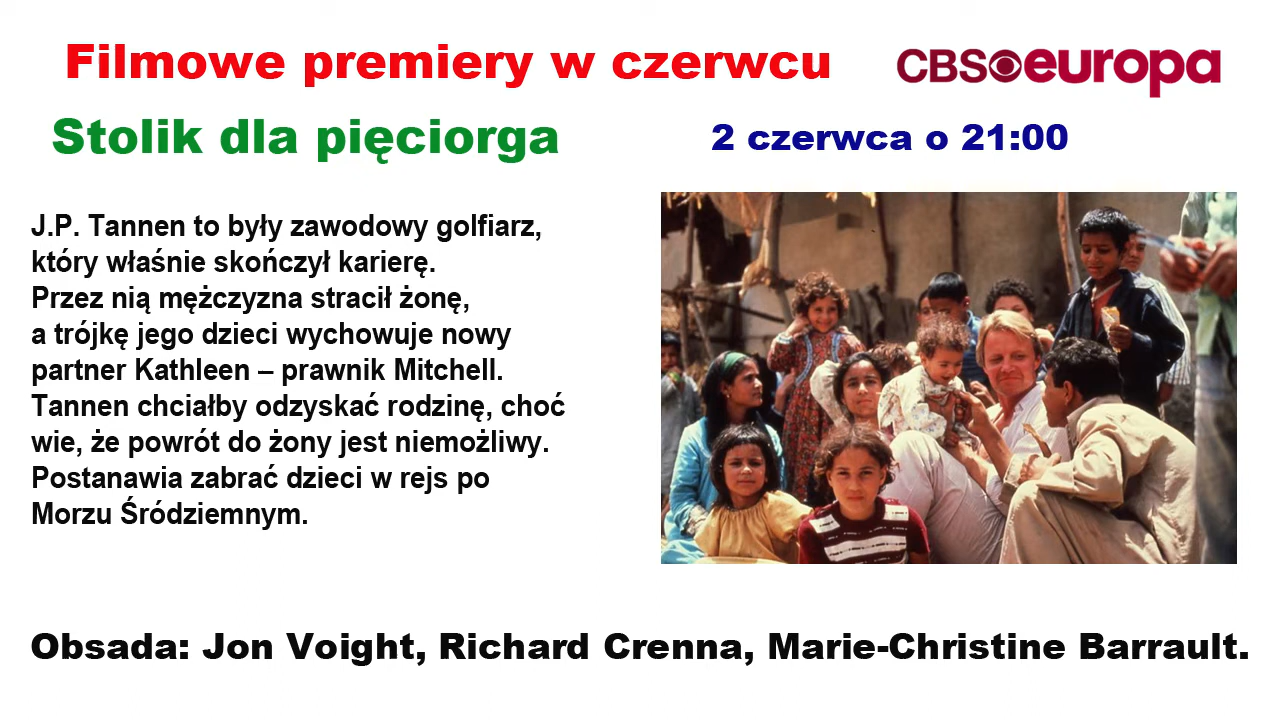 Filmowe premiery w czerwcu
CBS europa
Stolik dla pięciorga
2 czerwca o 21:00
J.P. Tannen to były zawodowy golfiarz,
który właśnie skończył karierę.
Przez nią mężczyzna stracił żonę,
a trójkę jego dzieci wychowuje nowy
partner Kathleen – prawnik Mitchell.
Tannen chciałby odzyskać rodzinę, choć
wie, że powrót do żony jest niemożliwy.
Postanawia zabrać dzieci w rejs po
Morzu Śródziemnym.
Obsada: Jon Voight, Richard Crenna, Marie-Christine Barrault.